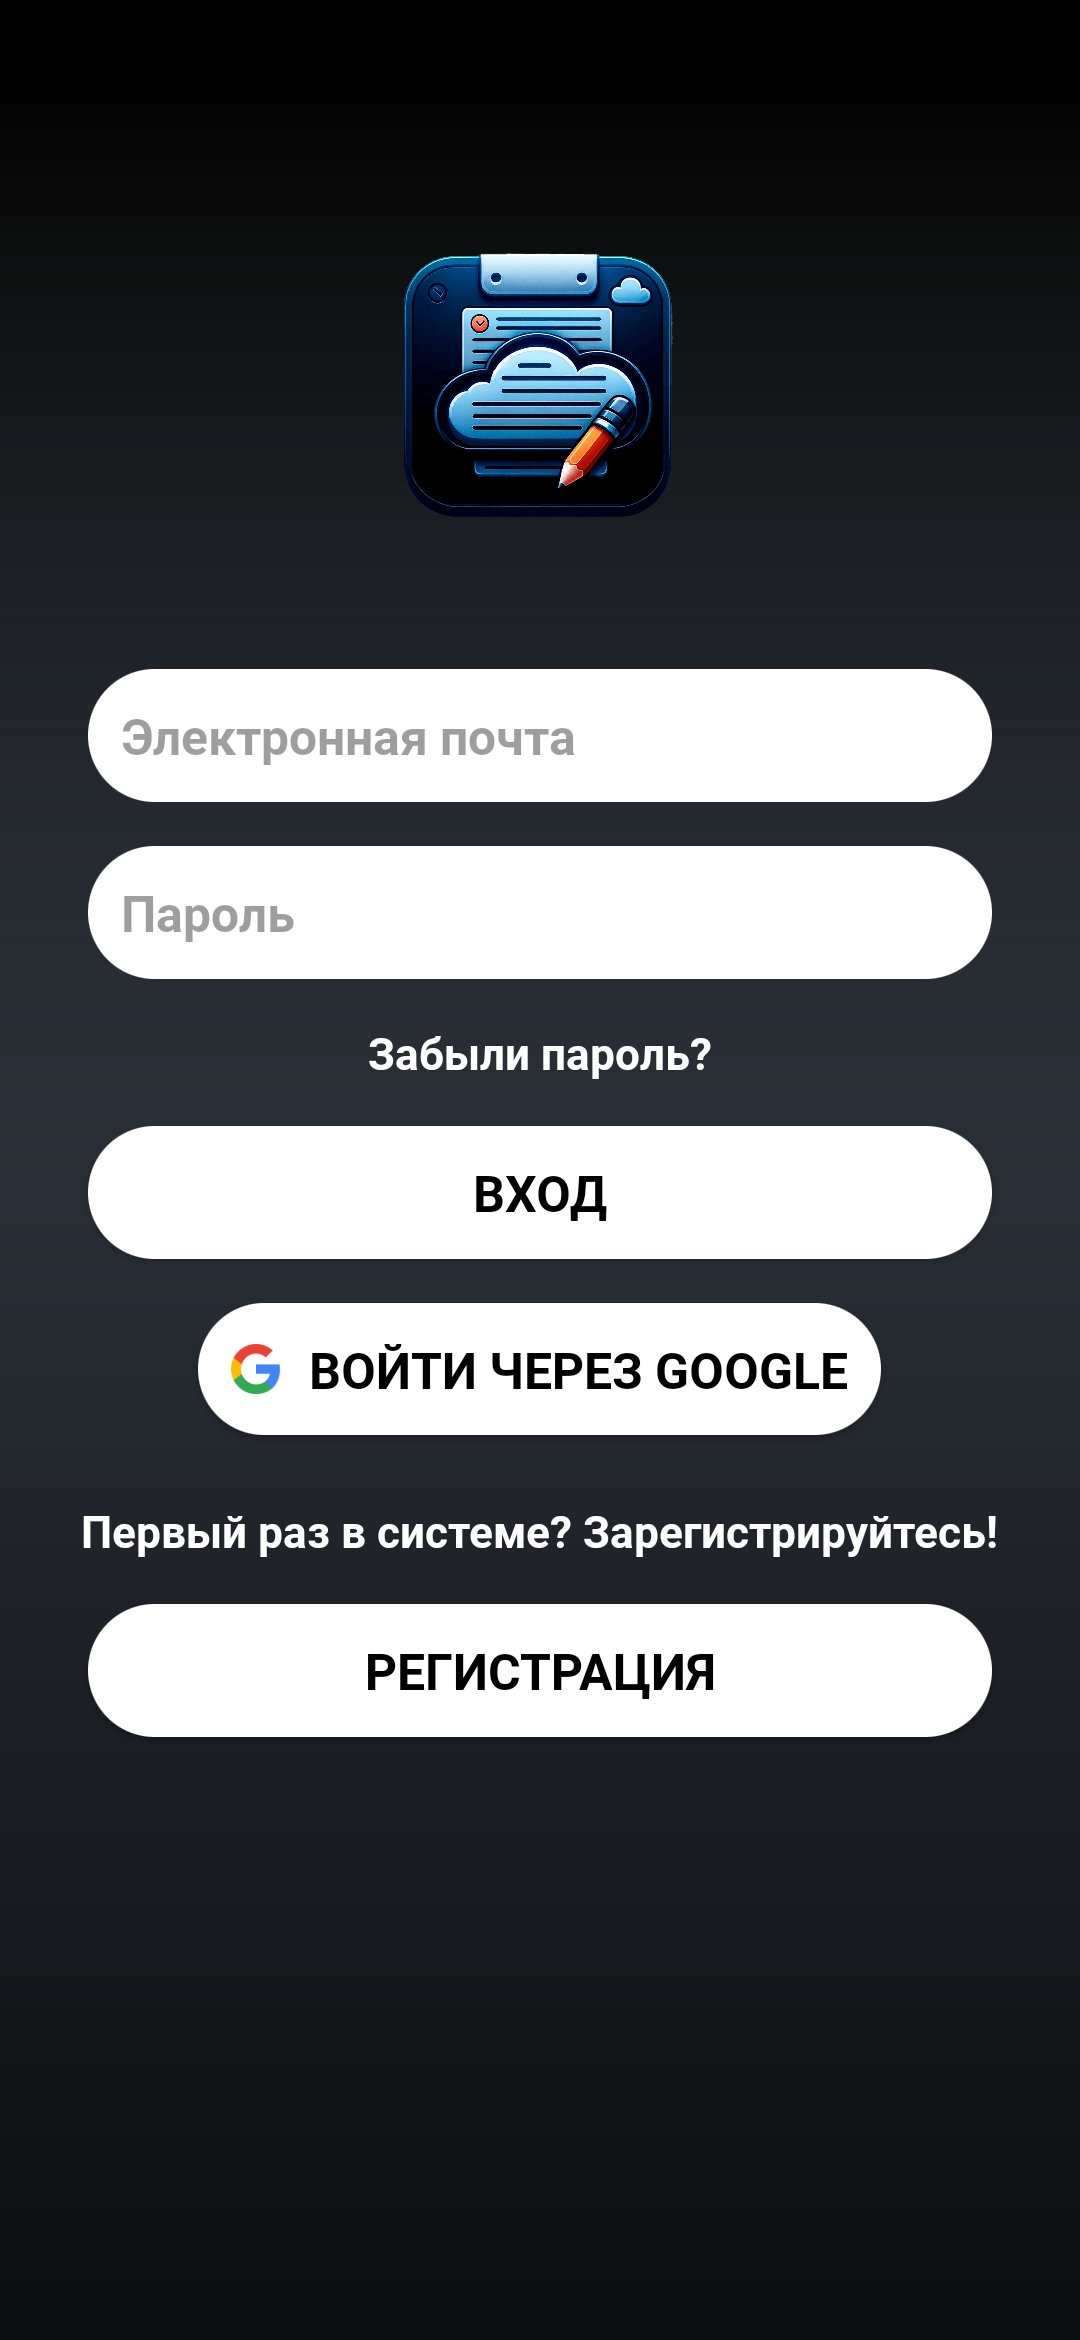 Электронная почта
Пароль
Забыли пароль?
ВХОД
ВОЙТИ ЧЕРЕЗ GOOGLE
Первый раз в системе? Зарегистрируйтесь!
РЕГИСТРАЦИЯ